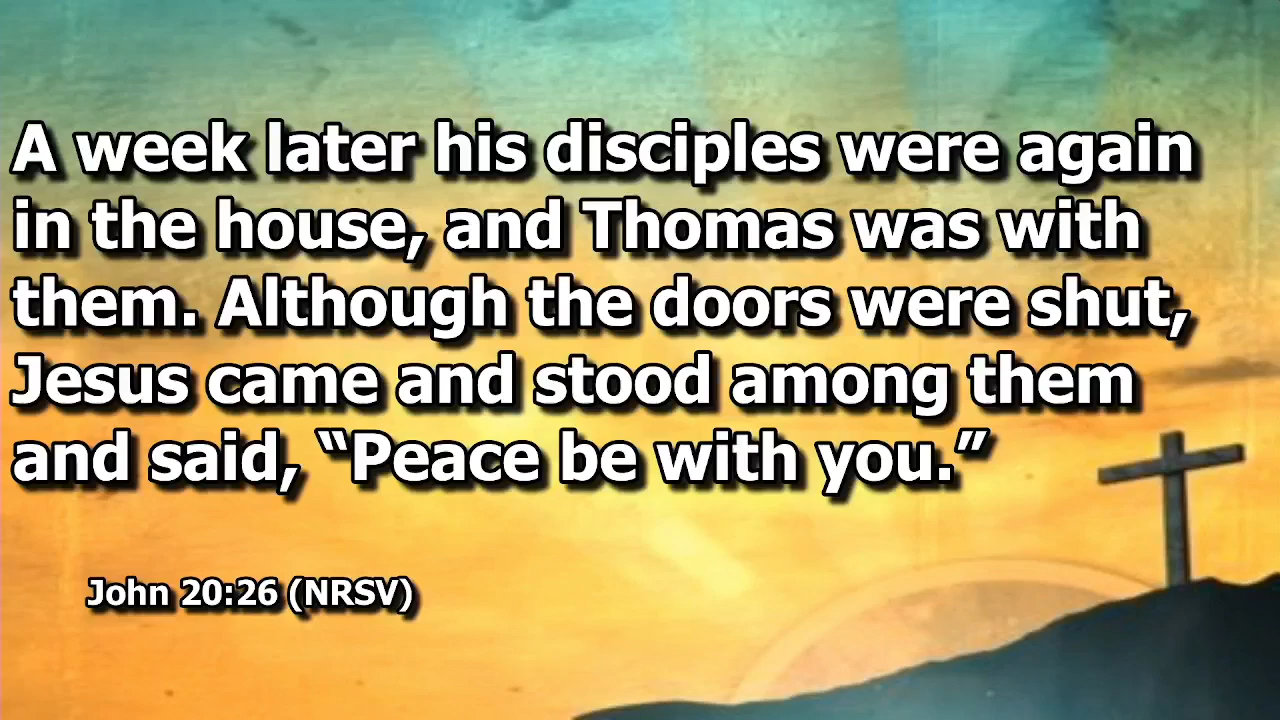 A week later his disciples were again
in the house, and Thomas was with
them. Although the doors were shut,
Jesus came and stood among them
and said, “Peace be with you.”
John 20:26 (NRSV)